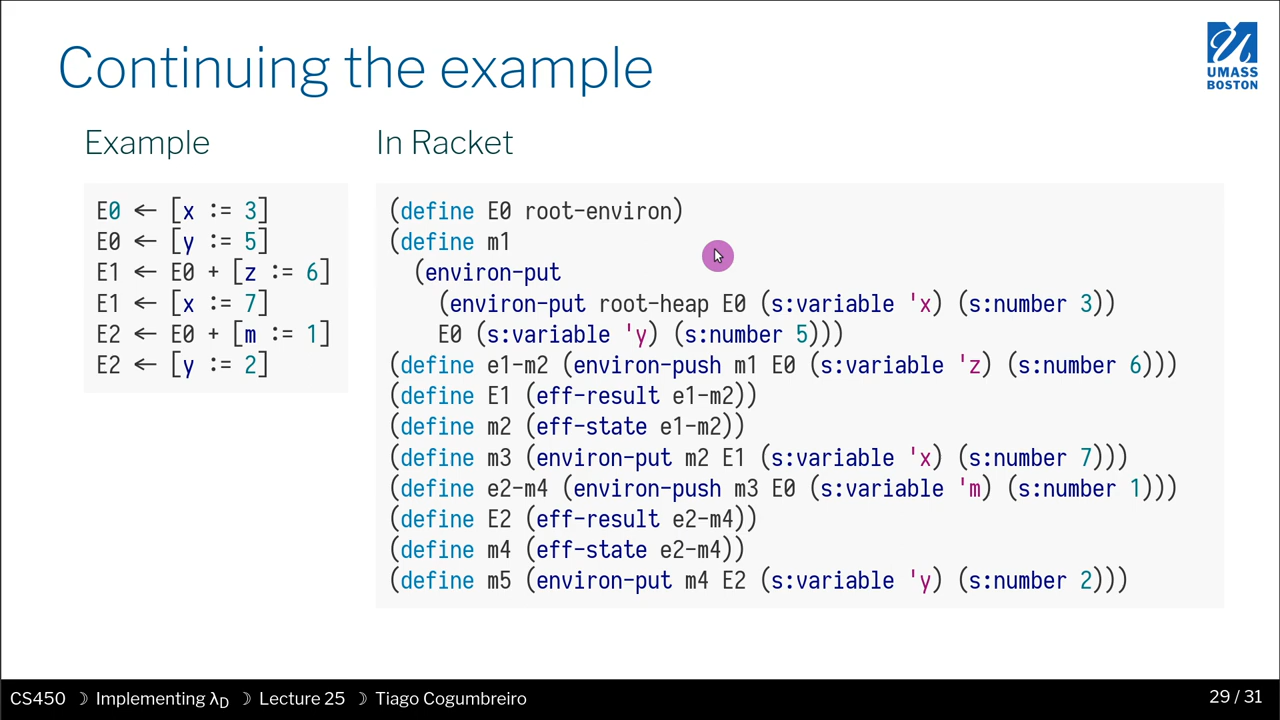 Continuing the example
UMASS
BOSTON
Example
E0 ← [x := 3]
E0 ← [y := 5]
E1 ← E0 + [z := 6]
E1 ← [x := 7]
E2 ← E0 + [m := 1]
E2 ← [y := 2]
In Racket
(define E0 root-environ)
(define m1
(environ-put
(environ-put root-heap E0 (s:variable 'x) (s:number 3))
E0 (s:variable 'y) (s:number 5)))
(define e1-m2 (environ-push m1 E0 (s:variable 'z) (s:number 6)))
(define E1 (eff-result e1-m2))
(define m2 (eff-state e1-m2))
(define m3 (environ-put m2 E1 (s:variable 'x) (s:number 7)))
(define e2-m4 (environ-push m3 E0 (s:variable 'm) (s:number 1)))
(define E2 (eff-result e2-m4))
(define m4 (eff-state e2-m4))
(define m5 (environ-put m4 E2 (s:variable 'y) (s:number 2)))
CS450 ☽ Implementing λD ☽ Lecture 25 ☽ Tiago Cogumbreiro
29 / 31